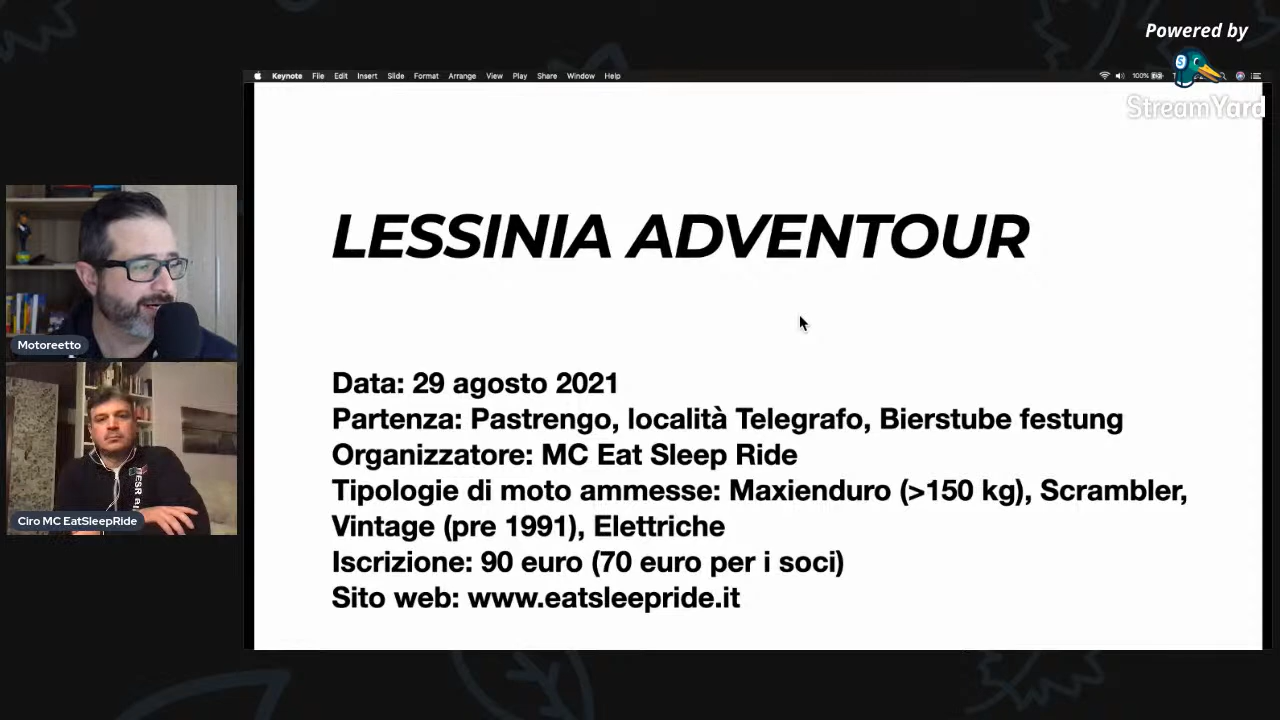 Powered by
StreamYard
Keynote File Edit Insert Slide Format Arrange View Play Share Window Help
100%
LESSINIA ADVENTOUR
Data: 29 agosto 2021
Partenza: Pastrengo, località Telegrafo, Bierstube festung
Organizzatore: MC Eat Sleep Ride
Tipologie di moto ammesse: Maxienduro (>150 kg), Scrambler,
Vintage (pre 1991), Elettriche
Iscrizione: 90 euro (70 euro per i soci)
Sito web: www.eatsleepride.it
Motoreetto
Ciro MC EatSleepRide